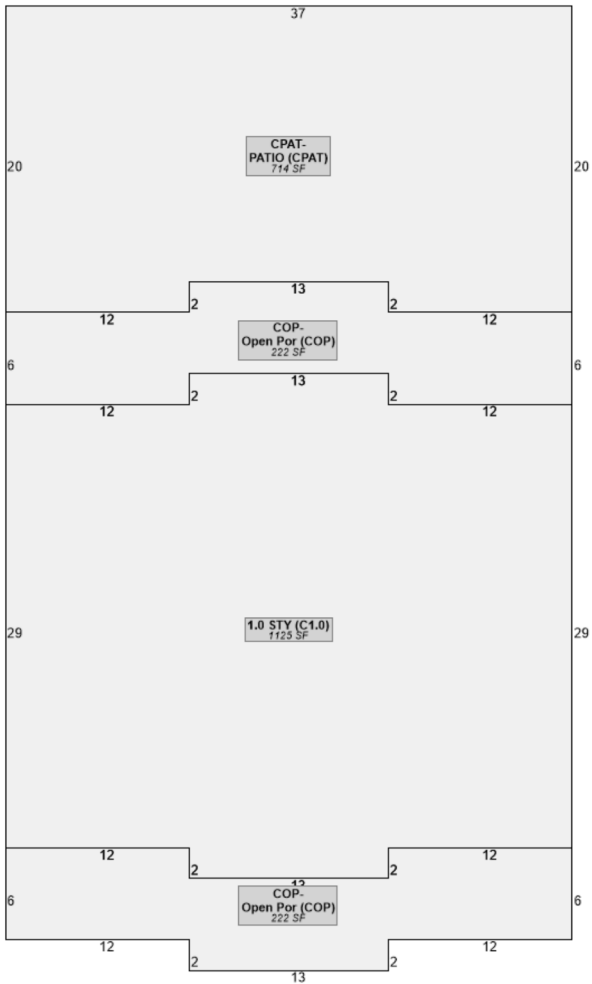 37
CPAT-
PATIO (CPAT)
714 SF
20 20
13
2 2
12 12
COP-
Open Por (COP)
222 SF
6 6
13
2 2
12 12
1.0 STY (C1.0)
1125 SF
29 29
12 12
2 2
13
COP-
Open Por (COP)
222 SF
6 6
12 12
2 2
13